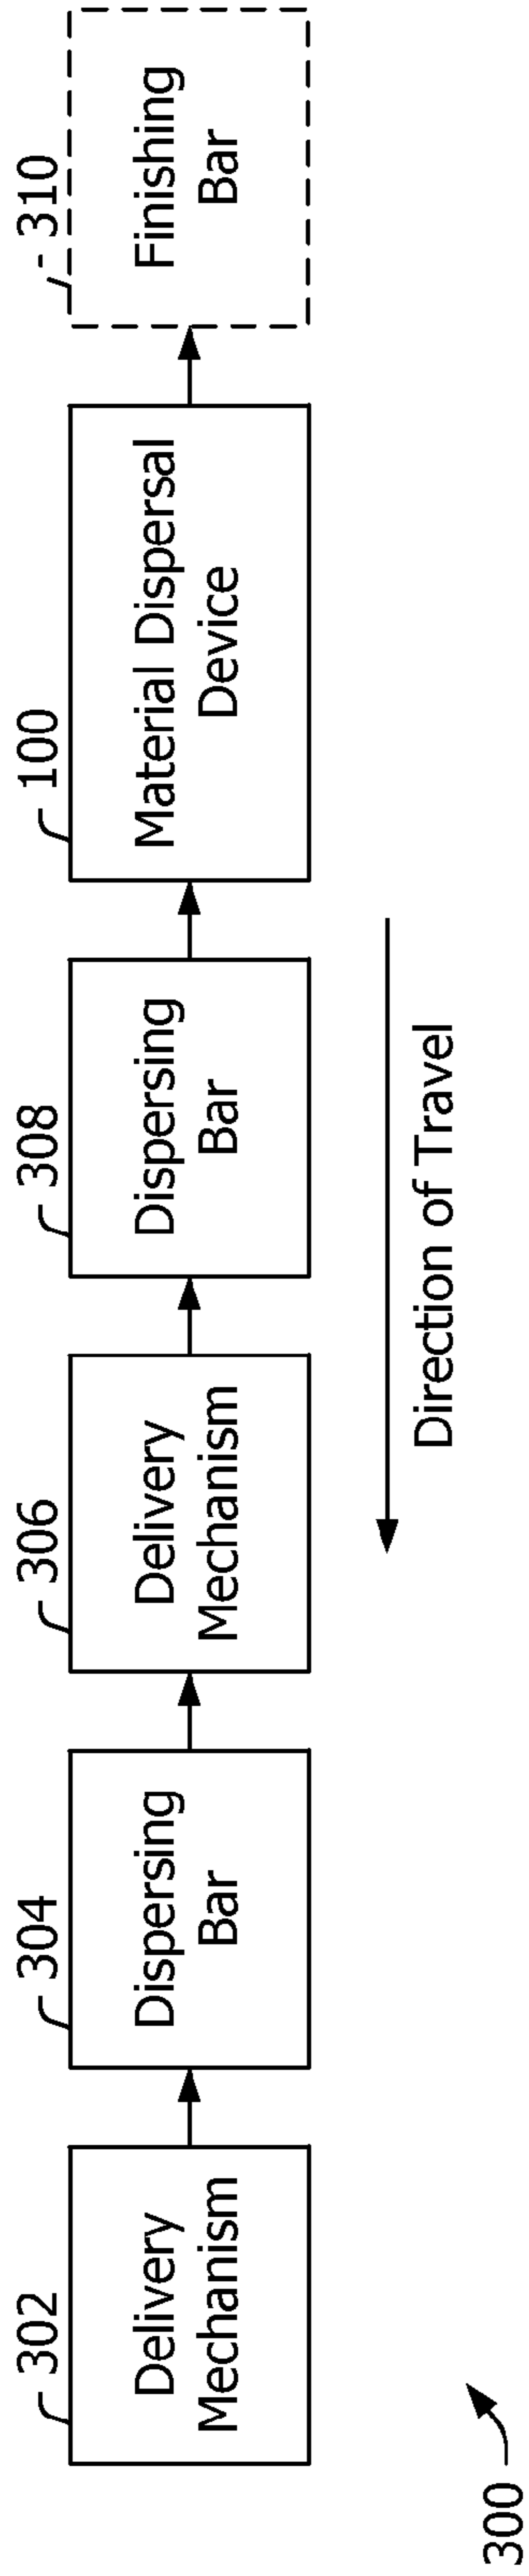 302
Delivery
Mechanism
304
Dispersing
Bar
306
Delivery
Mechanism
308
Dispersing
Bar
100
Material Dispersal
Device
310
Finishing
Bar
Direction of Travel
300